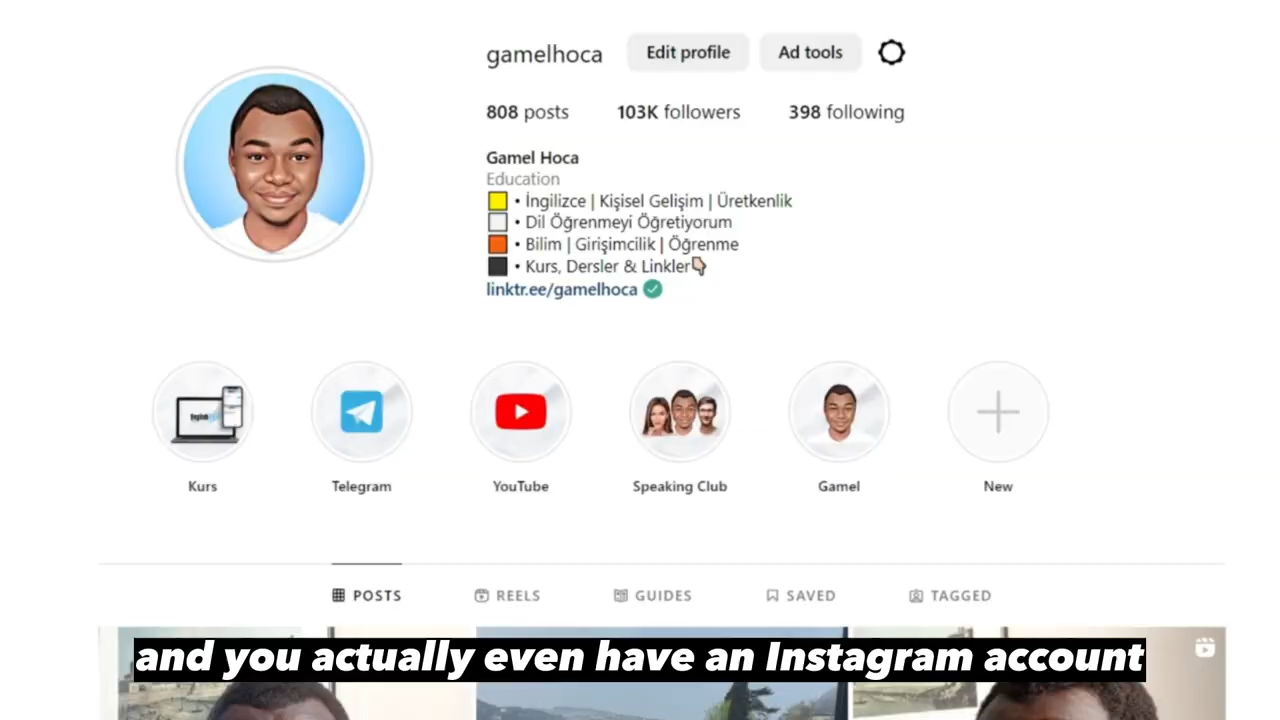 gamelhoca Edit profile Ad tools
808 posts 103K followers 398 following
Gamel Hoca
Education
• İngilizce | Kişisel Gelişim | Üretkenlik
• Dil Öğrenmeyi Öğretiyorum
• Bilim | Girişimcilik | Öğrenme
• Kurs, Dersler & Linkler
linktr.ee/gamelhoca
Kurs Telegram YouTube Speaking Club Gamel New
POSTS REELS GUIDES SAVED TAGGED
and you actually even have an Instagram account